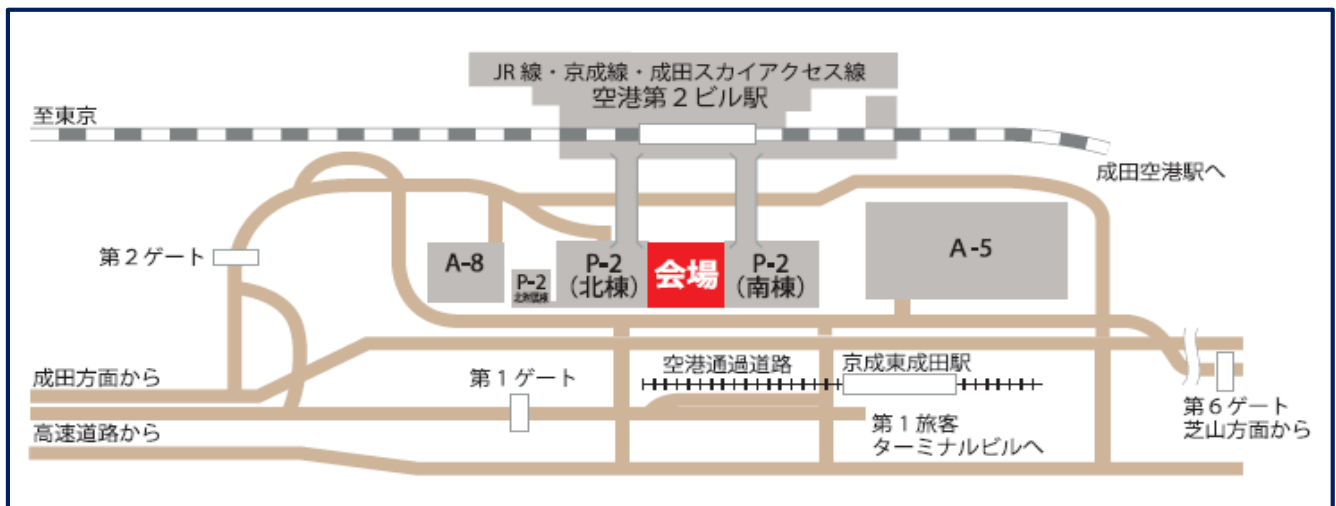 JR 線・京成線・成田スカイアクセス線
空港第２ビル駅
至東京
成田空港駅へ
第２ゲート
A-8
P-2
P-2
（北棟）
会場
P-2
（南棟）
A-5
成田方面から
第１ゲート
空港通過道路
京成東成田駅
高速道路から
第１旅客
ターミナルビルへ
第６ゲート
芝山方面から